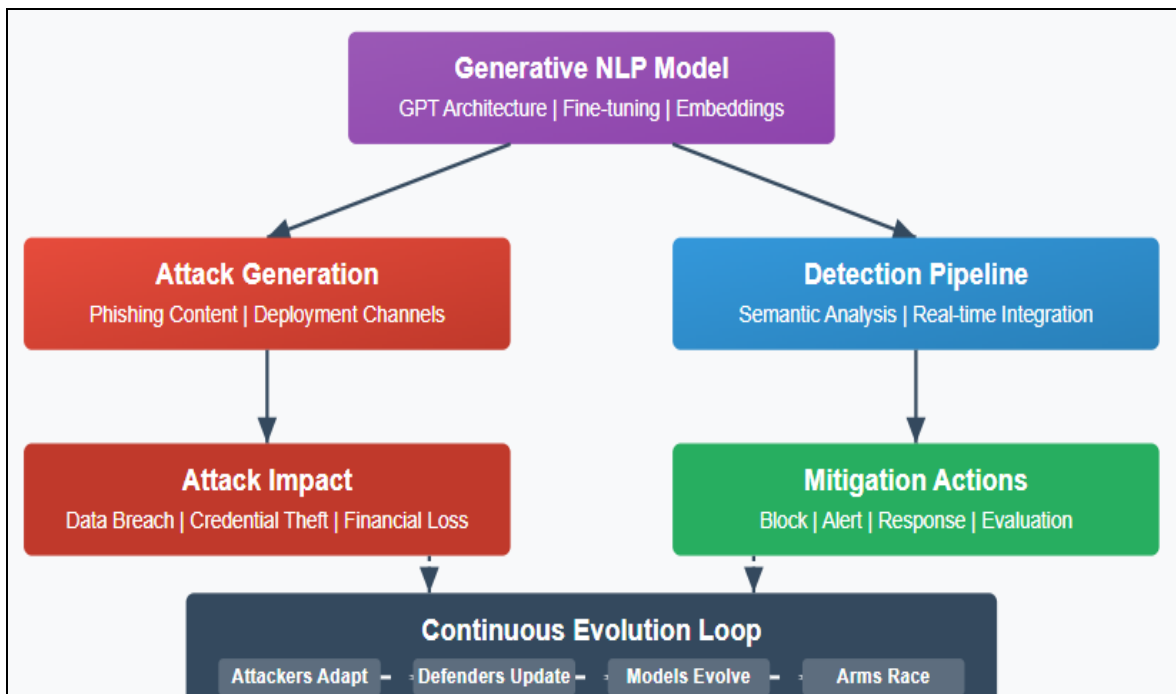 Generative NLP Model
GPT Architecture | Fine-tuning | Embeddings
Attack Generation
Phishing Content | Deployment Channels
Detection Pipeline
Semantic Analysis | Real-time Integration
Attack Impact
Data Breach | Credential Theft | Financial Loss
Mitigation Actions
Block | Alert | Response | Evaluation
Continuous Evolution Loop
Attackers Adapt
Defenders Update
Models Evolve
Arms Race